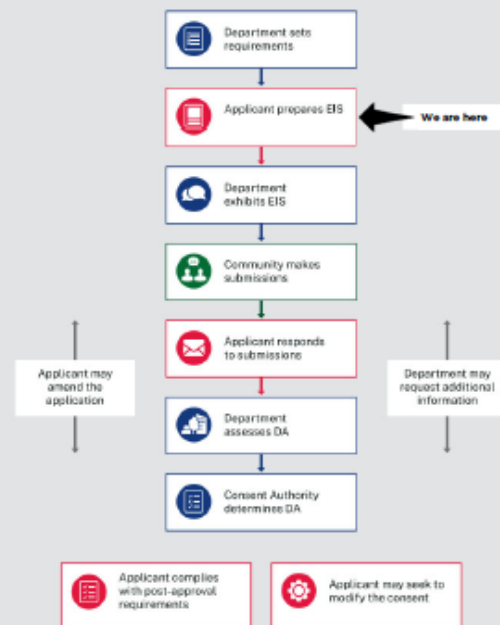 Department sets
requirements
Applicant prepares EIS
We are here
Department
exhibits EIS
Community makes
submissions
Applicant responds
to submissions
Applicant may
amend the
application
Department may
request additional
information
Department
assesses DA
Consent Authority
determines DA
Applicant complies
with post-approval
requirements
Applicant may seek to
modify the consent